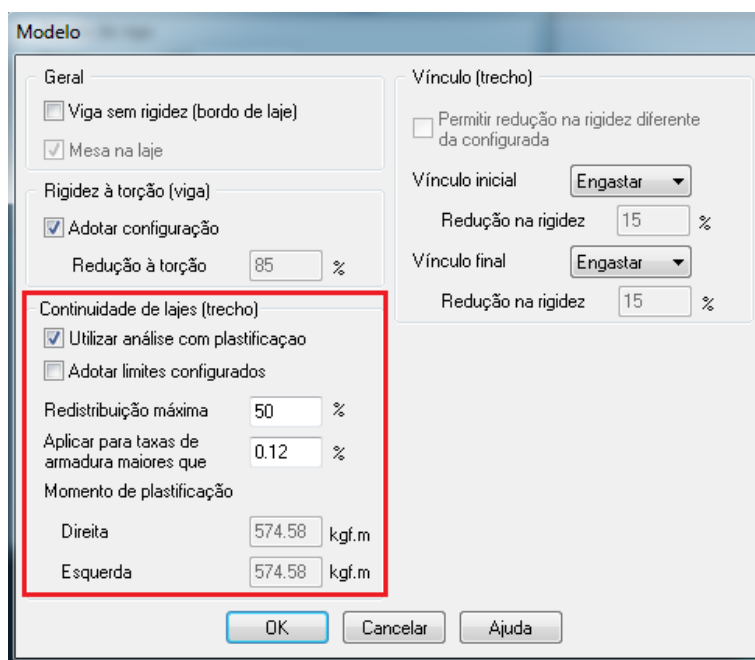 Modelo
Geral
Viga sem rigidez (bordo de laje)
Mesa na laje
Rigidez à torção (viga)
Adotar configuração
Redução à torção 85 %
Continuidade de lajes (trecho)
Utilizar análise com plastificaçao
Adotar limites configurados
Redistribuição máxima 50 %
Aplicar para taxas de
armadura maiores que 0.12 %
Momento de plastificação
Direita 574.58 kgf.m
Esquerda 574.58 kgf.m
Vínculo (trecho)
Permitir redução na rigidez diferente
da configurada
Vínculo inicial Engastar
Redução na rigidez 15 %
Vínculo final Engastar
Redução na rigidez 15 %
OK Cancelar Ajuda